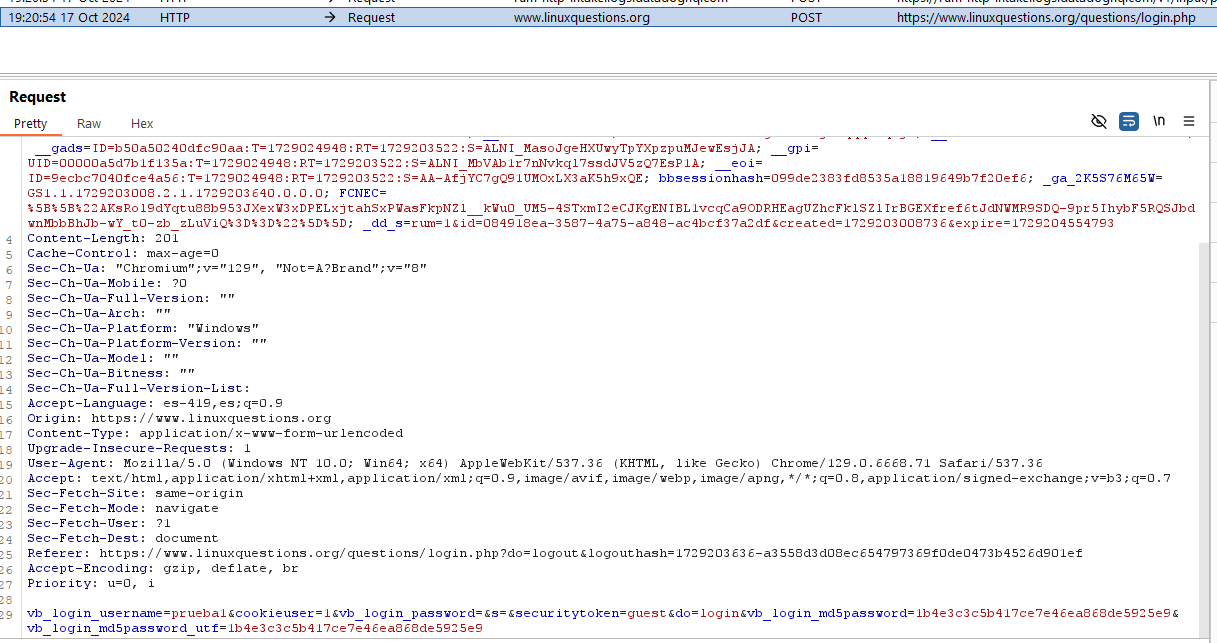 19:20:54 17 Oct 2024 HTTP → Request www.linuxquestions.org POST https://www.linuxquestions.org/questions/login.php
Request
Pretty Raw Hex \n
__gads=ID=b50a50240dfc90aa:T=1729024948:RT=1729203522:S=ALNI_MasoJgeHXUwyTpYXpzpuMJewEsjJA; __gpi=
UID=00000a5d7b1f135a:T=1729024948:RT=1729203522:S=ALNI_MbVAb1r7nNvkq17ssdJV5zQ7EsP1A; __eoi=
ID=9ecbc7040fce4a56:T=1729024948:RT=1729203522:S=AA-AfjYC7gQ91UMOxLX3aK5h9xQE; bbsessionhash=099de2383fd8535a18819649b7f20ef6; _ga_2K5S76M65W=
GS1.1.1729203008.2.1.1729203640.0.0.0; FCNEC=
%5B%5B%22AKsRol9dYqtu88b953JXexW3xDPELxjtahSxPWasFkpNZl__kWu0_UM5-4STxmI2eCJKgENIBL1vcqCa9ODRHEagUZhcFklSZlIrBGEXfref6tJdNWMR9SDQ-9pr5IhybF5RQSJbd
wnMbbBhJb-wY_tO-zb_zLuViQ%3D%3D%22%5D%5D; _dd_s=rum=1&id=084918ea-3587-4a75-a848-ac4bcf37a2df&created=1729203008736&expire=1729204554793
4 Content-Length: 201
5 Cache-Control: max-age=0
6 Sec-Ch-Ua: "Chromium";v="129", "Not=A?Brand";v="8"
7 Sec-Ch-Ua-Mobile: ?0
8 Sec-Ch-Ua-Full-Version: ""
9 Sec-Ch-Ua-Arch: ""
10 Sec-Ch-Ua-Platform: "Windows"
11 Sec-Ch-Ua-Platform-Version: ""
12 Sec-Ch-Ua-Model: ""
13 Sec-Ch-Ua-Bitness: ""
14 Sec-Ch-Ua-Full-Version-List:
15 Accept-Language: es-419,es;q=0.9
16 Origin: https://www.linuxquestions.org
17 Content-Type: application/x-www-form-urlencoded
18 Upgrade-Insecure-Requests: 1
19 User-Agent: Mozilla/5.0 (Windows NT 10.0; Win64; x64) AppleWebKit/537.36 (KHTML, like Gecko) Chrome/129.0.6668.71 Safari/537.36
20 Accept: text/html,application/xhtml+xml,application/xml;q=0.9,image/avif,image/webp,image/apng,*/*;q=0.8,application/signed-exchange;v=b3;q=0.7
21 Sec-Fetch-Site: same-origin
22 Sec-Fetch-Mode: navigate
23 Sec-Fetch-User: ?1
24 Sec-Fetch-Dest: document
25 Referer: https://www.linuxquestions.org/questions/login.php?do=logout&logouthash=1729203636-a3558d3d08ec654797369f0de0473b4526d901ef
26 Accept-Encoding: gzip, deflate, br
27 Priority: u=0, i
28
29 vb_login_username=prueba1&cookieuser=1&vb_login_password=&s=&securitytoken=guest&do=login&vb_login_md5password=1b4e3c3c5b417ce7e46ea868de5925e9&
vb_login_md5password_utf=1b4e3c3c5b417ce7e46ea868de5925e9